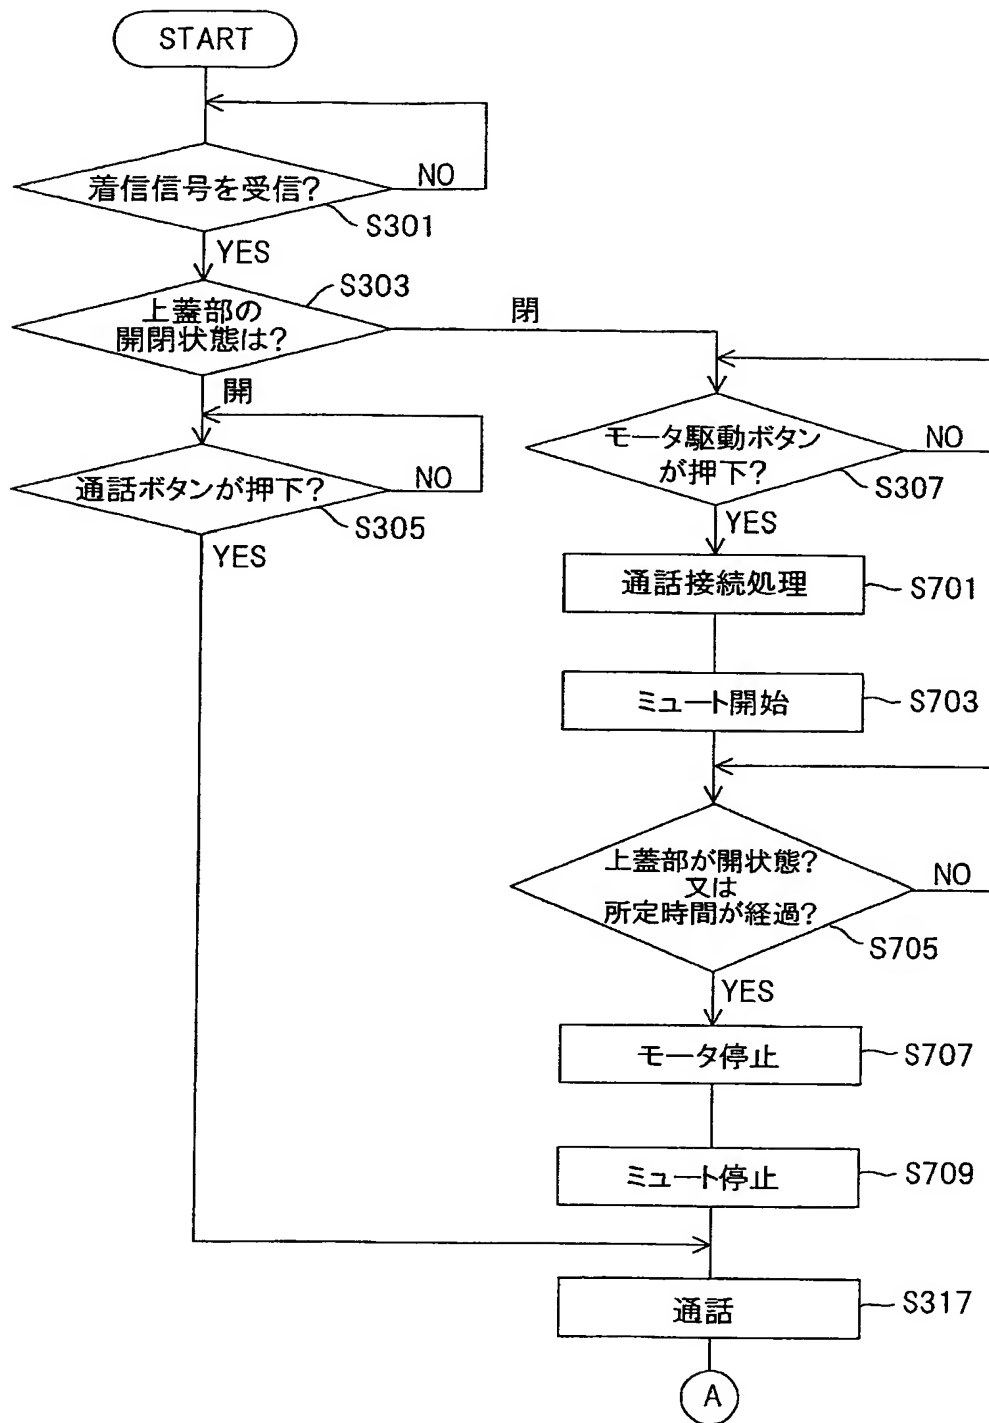 START
着信信号を受信?
NO
S301
YES
S303
上蓋部の
開閉状態は?
閉
開
通話ボタンが押下?
NO
S305
YES
モータ駆動ボタン
が押下?
NO
S307
YES
通話接続処理
S701
ミュート開始
S703
上蓋部が開状態?
又は
所定時間が経過?
NO
S705
YES
モータ停止
S707
ミュート停止
S709
通話
S317
A